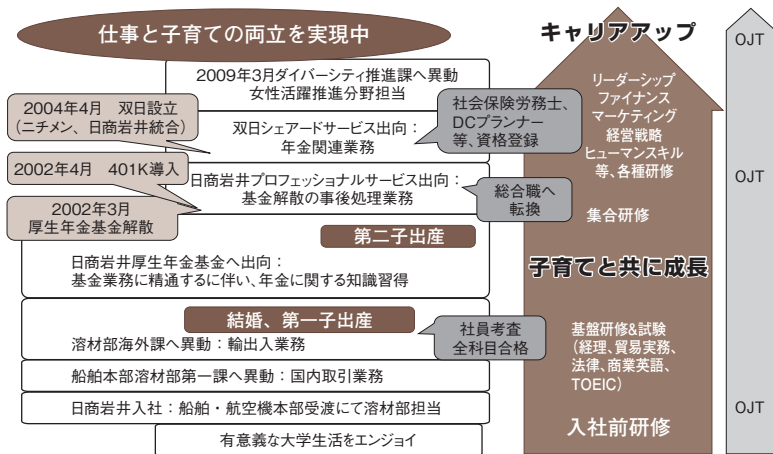 仕事と子育ての両立を実現中
2009年3月ダイバーシティ推進課へ異動
女性活躍推進分野担当
2004年4月 双日設立
(ニチメン、日商岩井統合)
双日シェアードサービス出向：
年金関連業務
社会保険労務士、
DCプランナー
等、資格登録
2002年4月 401K導入
日商岩井プロフェッショナルサービス出向：
基金解散の事後処理業務
総合職へ
転換
2002年3月
厚生年金基金解散
第二子出産
日商岩井厚生年金基金へ出向：
基金業務に精通するに伴い、年金に関する知識習得
結婚、第一子出産
溶材部海外課へ異動：輸出入業務
社員考査
全科目合格
船舶本部溶材部第一課へ異動：国内取引業務
日商岩井入社：船舶・航空機本部受渡にて溶材部担当
有意義な大学生活をエンジョイ
キャリアアップ
リーダーシップ
ファイナンス
マーケティング
経営戦略
ヒューマンスキル
等、各種研修
集合研修
子育てと共に成長
基盤研修&試験
(経理、貿易実務、
法律、商業英語、
TOEIC)
入社前研修
OJT
OJT
OJT